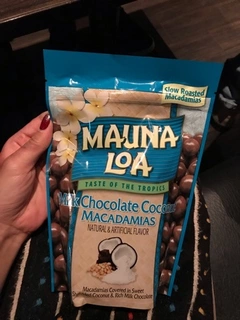 Slow Roasted
Macadamias
MAUNA
LOA
TASTE OF THE TROPICS
Milk Chocolate Coconut
MACADAMIAS
NATURAL & ARTIFICIAL FLAVOR
Macadamias Covered in Sweet
Coconut & Rich Milk Chocolate